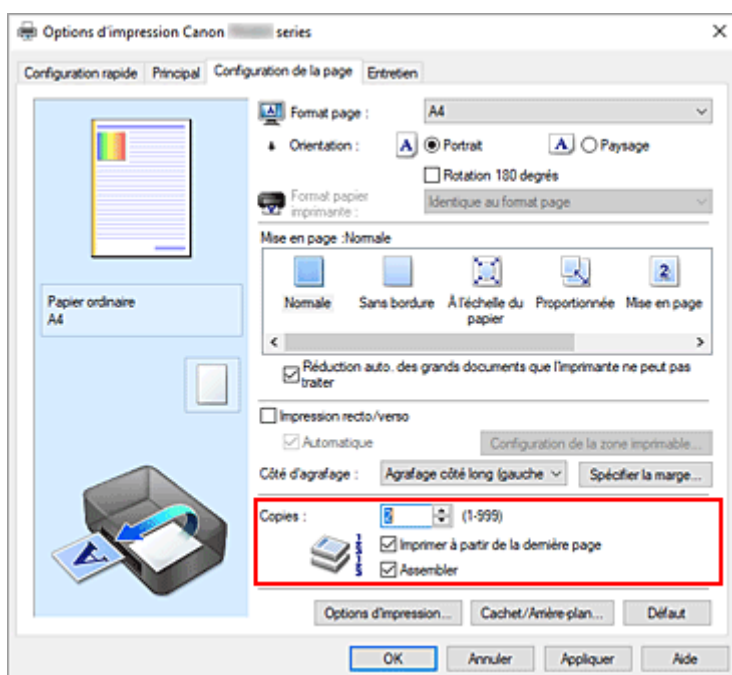 Options d'impression Canon series
Configuration rapide Principal Configuration de la page Entretien
Format page : A4
Orientation : A Portrait A Paysage
Rotation 180 degrés
Format papier
imprimante : Identique au format page
Mise en page :Normale
Normale Sans bordure À l'échelle du
papier Proportionnée Mise en page
Papier ordinaire
A4
Réduction auto. des grands documents que l'imprimante ne peut pas
traiter
Impression recto/verso
Automatique Configuration de la zone imprimable...
Côté d'agrafage : Agrafage côté long (gauche Spécifier la marge...
Copies : 2 (1-999)
Imprimer à partir de la dernière page
Assembler
Options d'impression... Cachet/Arrière-plan... Défaut
OK Annuler Appliquer Aide